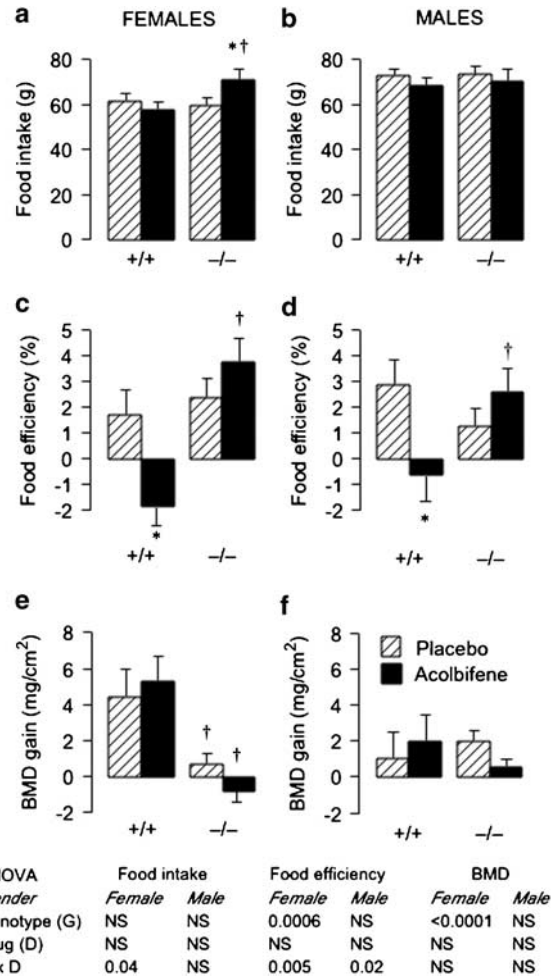 a FEMALES b MALES
*†
Food intake (g)
80
60
40
20
0
+/+ –/–
Food intake (g)
80
60
40
20
0
+/+ –/–
c
†
Food efficiency (%)
5
4
3
2
1
0
-1
-2
*
+/+ –/–
d
†
Food efficiency (%)
5
4
3
2
1
0
-1
-2
*
+/+ –/–
e
BMD gain (mg/cm²)
8
6
4
2
0
-2
† †
+/+ –/–
f
BMD gain (mg/cm²)
8
6
4
2
0
-2
Placebo
Acolbifene
+/+ –/–
Food intake Food efficiency BMD
Female Male Female Male Female Male
(G) NS NS 0.0006 NS <0.0001 NS
(D) NS NS NS NS NS NS
x D 0.04 NS 0.005 0.02 NS NS